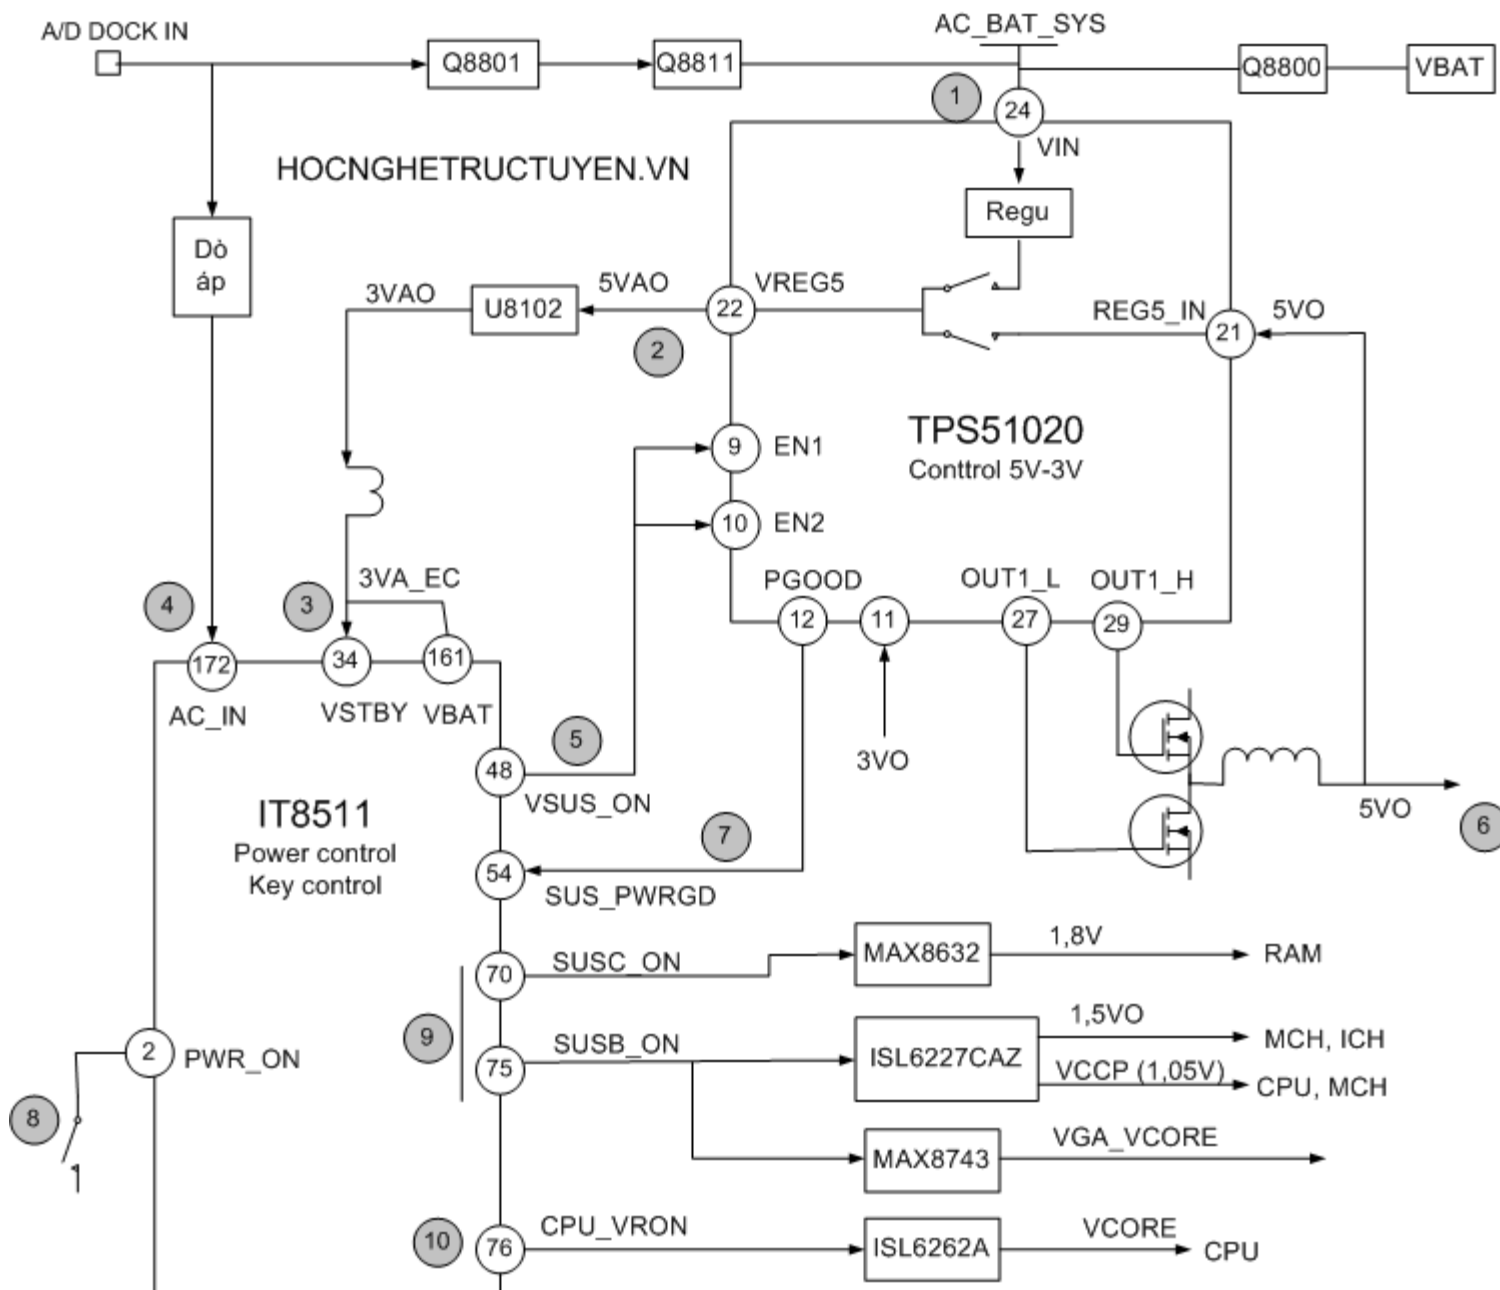 A/D DOCK IN
AC_BAT_SYS
Q8801
Q8811
Q8800
VBAT
1
24
VIN
HOCNGHETRUCTUYEN.VN
Regu
Dò
áp
3VAO
U8102
5VAO
22
VREG5
REG5_IN
21
5VO
2
TPS51020
Conttrol 5V-3V
9
EN1
10
EN2
PGOOD
OUT1_L
OUT1_H
12
11
27
29
3VA_EC
4
3
172
34
161
AC_IN
VSTBY
VBAT
5
3VO
48
VSUS_ON
IT8511
Power control
Key control
7
5VO
6
54
SUS_PWRGD
70
SUSC_ON
MAX8632
1,8V
RAM
9
75
SUSB_ON
ISL6227CAZ
1,5VO
MCH, ICH
VCCP (1,05V)
CPU, MCH
2
PWR_ON
8
MAX8743
VGA_VCORE
10
76
CPU_VRON
ISL6262A
VCORE
CPU